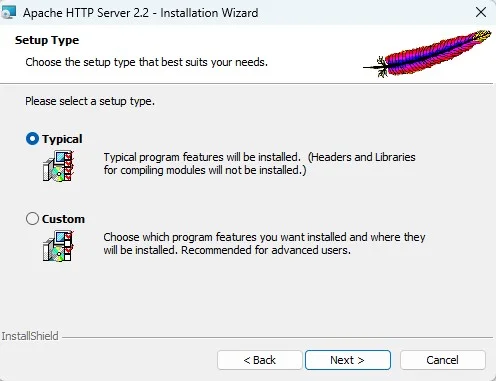 Apache HTTP Server 2.2 - Installation Wizard
Setup Type
Choose the setup type that best suits your needs.
Please select a setup type.
Typical
Typical program features will be installed.  (Headers and Libraries
for compiling modules will not be installed.)
Custom
Choose which program features you want installed and where they
will be installed. Recommended for advanced users.
InstallShield
< Back
Next >
Cancel